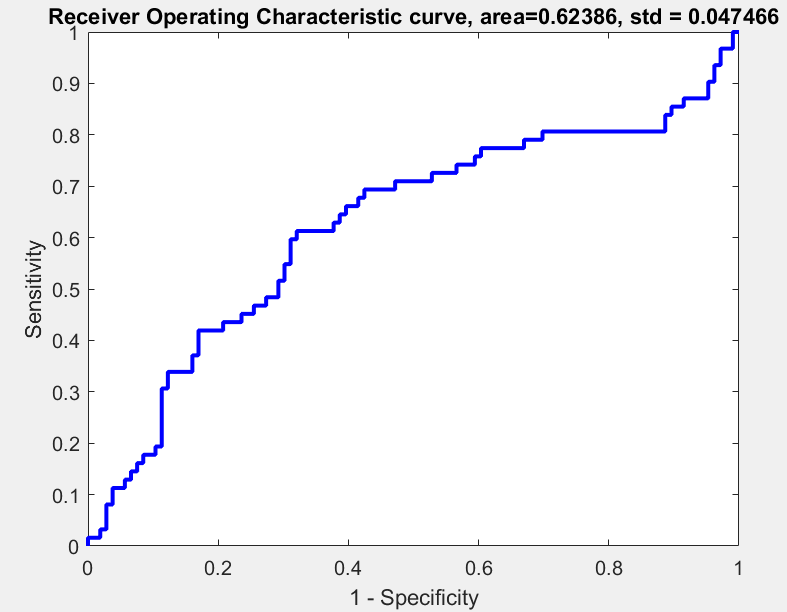 Receiver Operating Characteristic curve, area=0.62386, std = 0.047466
1
0.9
0.8
0.7
0.6
0.5
0.4
0.3
0.2
0.1
0
Sensitivity
0 0.2 0.4 0.6 0.8 1
1 - Specificity